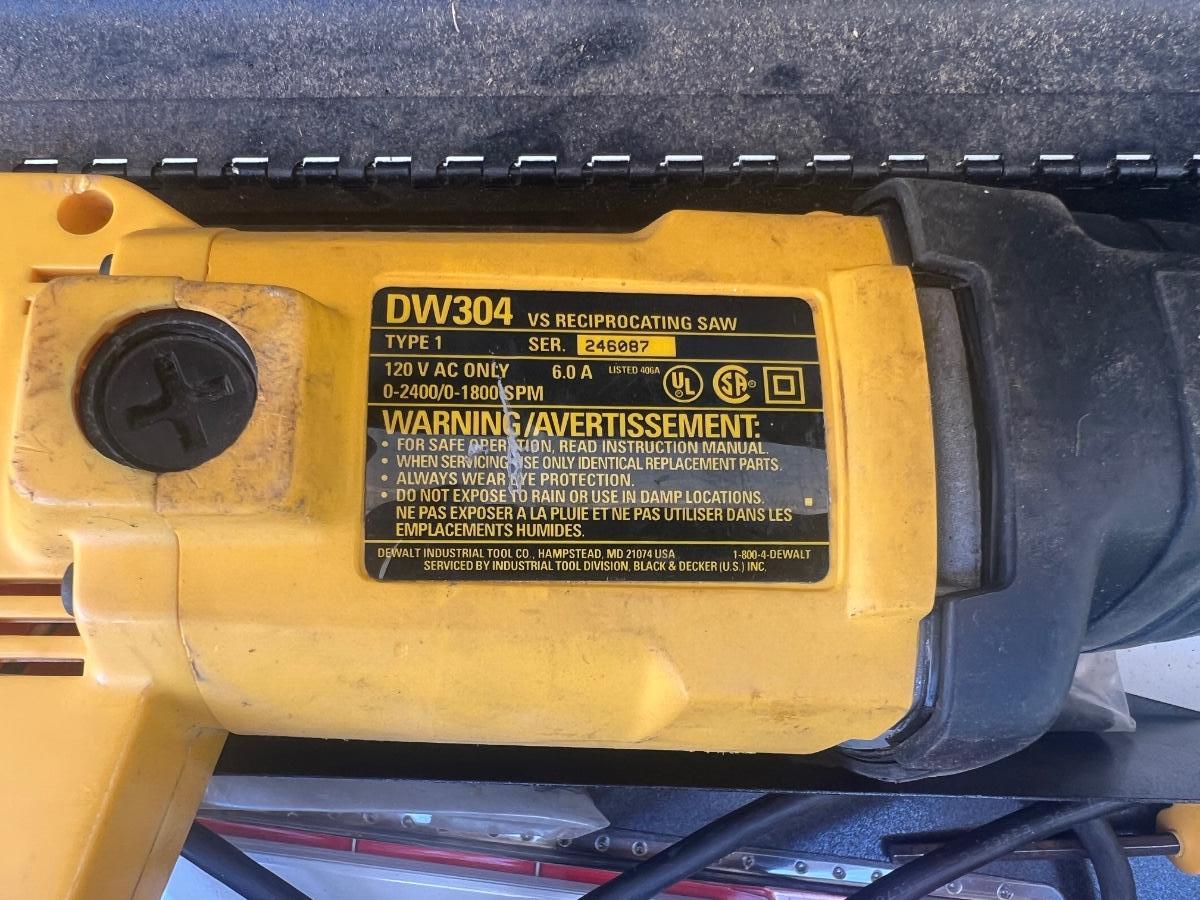 DW304 VS RECIPROCATING SAW
TYPE 1 SER. 246087
120 V AC ONLY 6.0 A LISTED 406A UL SA
0-2400/0-1800 SPM
WARNING/AVERTISSEMENT:
• FOR SAFE OPERATION, READ INSTRUCTION MANUAL.
• WHEN SERVICING USE ONLY IDENTICAL REPLACEMENT PARTS.
• ALWAYS WEAR EYE PROTECTION.
• DO NOT EXPOSE TO RAIN OR USE IN DAMP LOCATIONS.
NE PAS EXPOSER A LA PLUIE ET NE PAS UTILISER DANS LES
EMPLACEMENTS HUMIDES.
DEWALT INDUSTRIAL TOOL CO., HAMPSTEAD, MD 21074 USA 1-800-4-DEWALT
SERVICED BY INDUSTRIAL TOOL DIVISION, BLACK & DECKER (U.S.) INC.